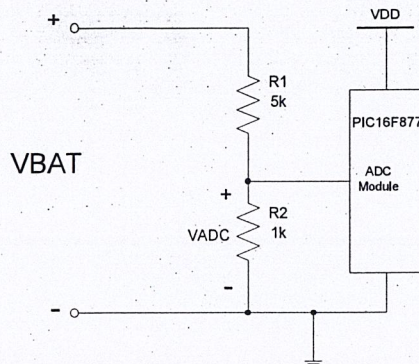 +
VDD
R1
5k
PIC16F877
VBAT
ADC
Module
+
R2
VADC
1k
-
-